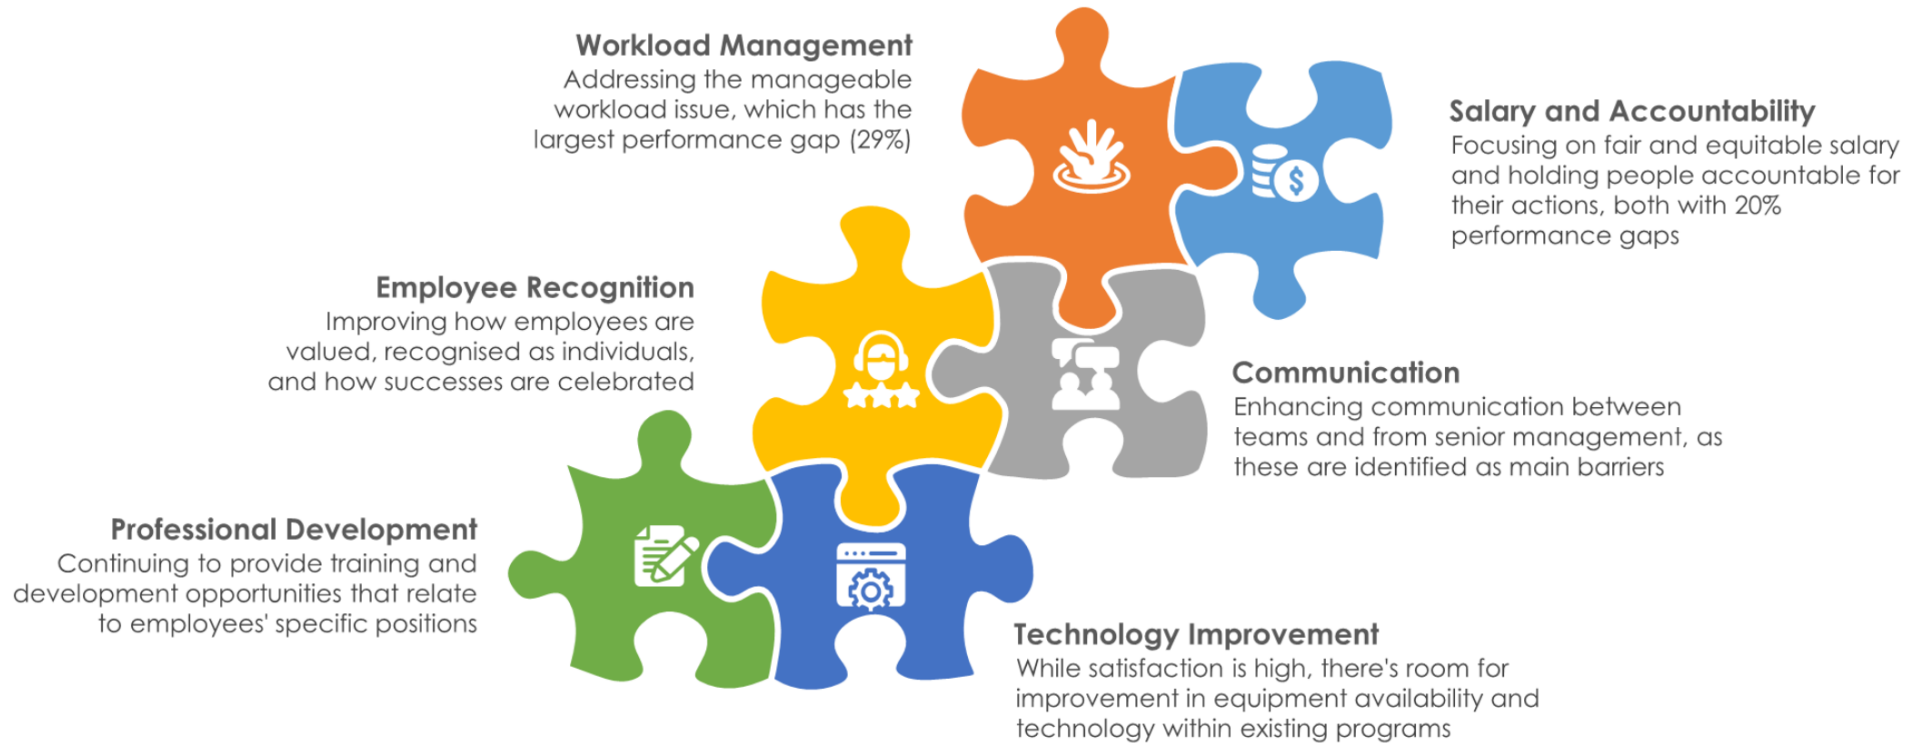 Workload Management
Addressing the manageable
workload issue, which has the
largest performance gap (29%)
Salary and Accountability
Focusing on fair and equitable salary
and holding people accountable for
their actions, both with 20%
performance gaps
Employee Recognition
Improving how employees are
valued, recognised as individuals,
and how successes are celebrated
Communication
Enhancing communication between
teams and from senior management, as
these are identified as main barriers
Professional Development
Continuing to provide training and
development opportunities that relate
to employees' specific positions
Technology Improvement
While satisfaction is high, there's room for
improvement in equipment availability and
technology within existing programs
$